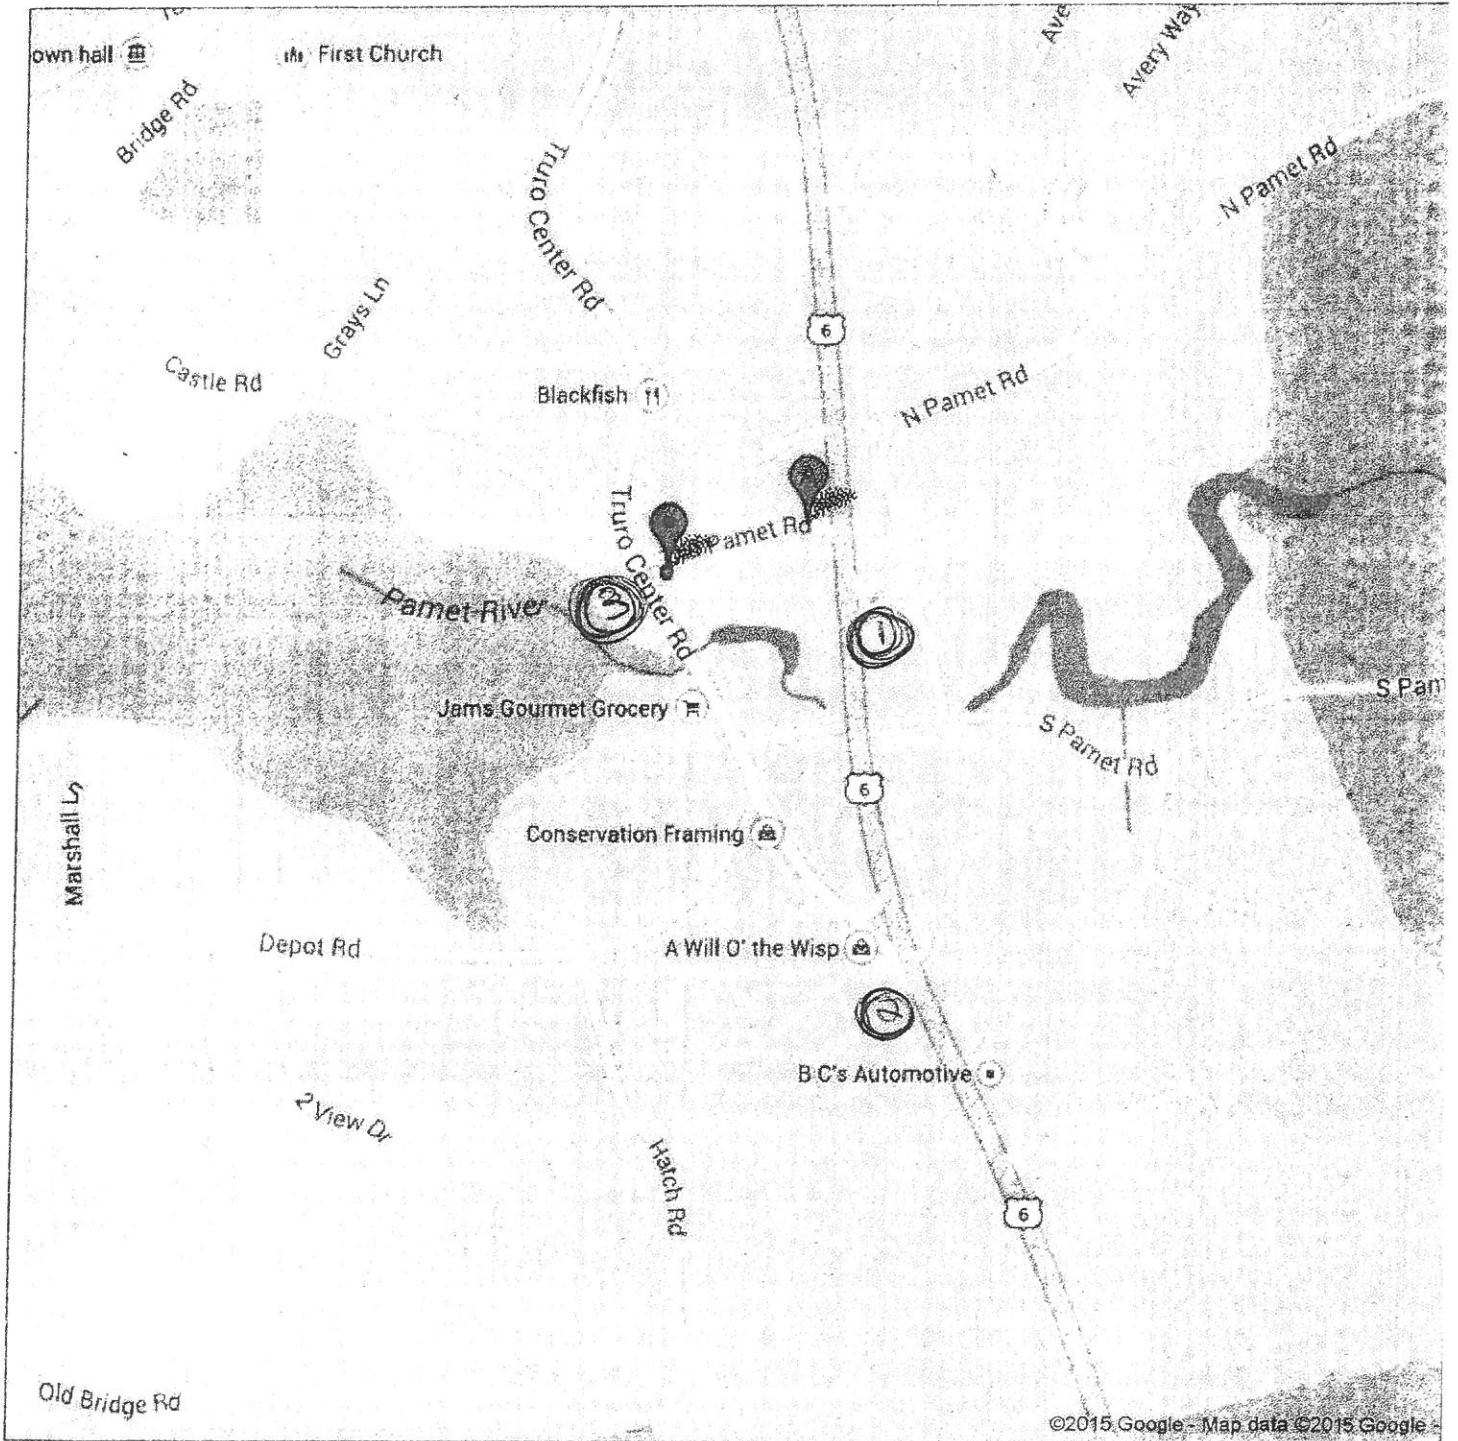 own hall
First Church
Ave
Avery Way
Bridge Rd
Truro Center Rd
N Pamet Rd
Grays Ln
Castle Rd
6
Blackfish
N Pamet Rd
Truro Center Rd
S Pamet Rd
Pamet River
3
1
Jams Gourmet Grocery
S Pam
S Pamet Rd
6
Marshall Ln
Conservation Framing
Depot Rd
A Will O' the Wisp
2
B C's Automotive
2 View Dr
Hatch Rd
6
Old Bridge Rd
©2015 Google - Map data ©2015 Google -